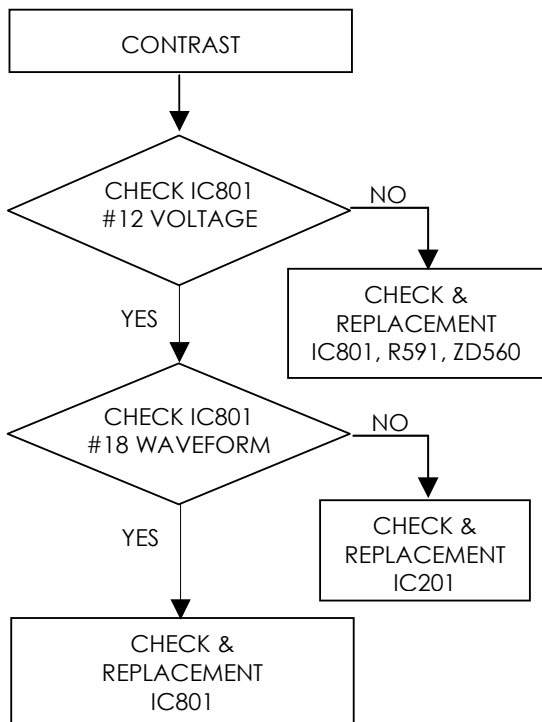 CONTRAST
CHECK IC801
#12 VOLTAGE
NO
CHECK &
REPLACEMENT
IC801, R591, ZD560
YES
CHECK IC801
#18 WAVEFORM
NO
CHECK &
REPLACEMENT
IC201
YES
CHECK &
REPLACEMENT
IC801